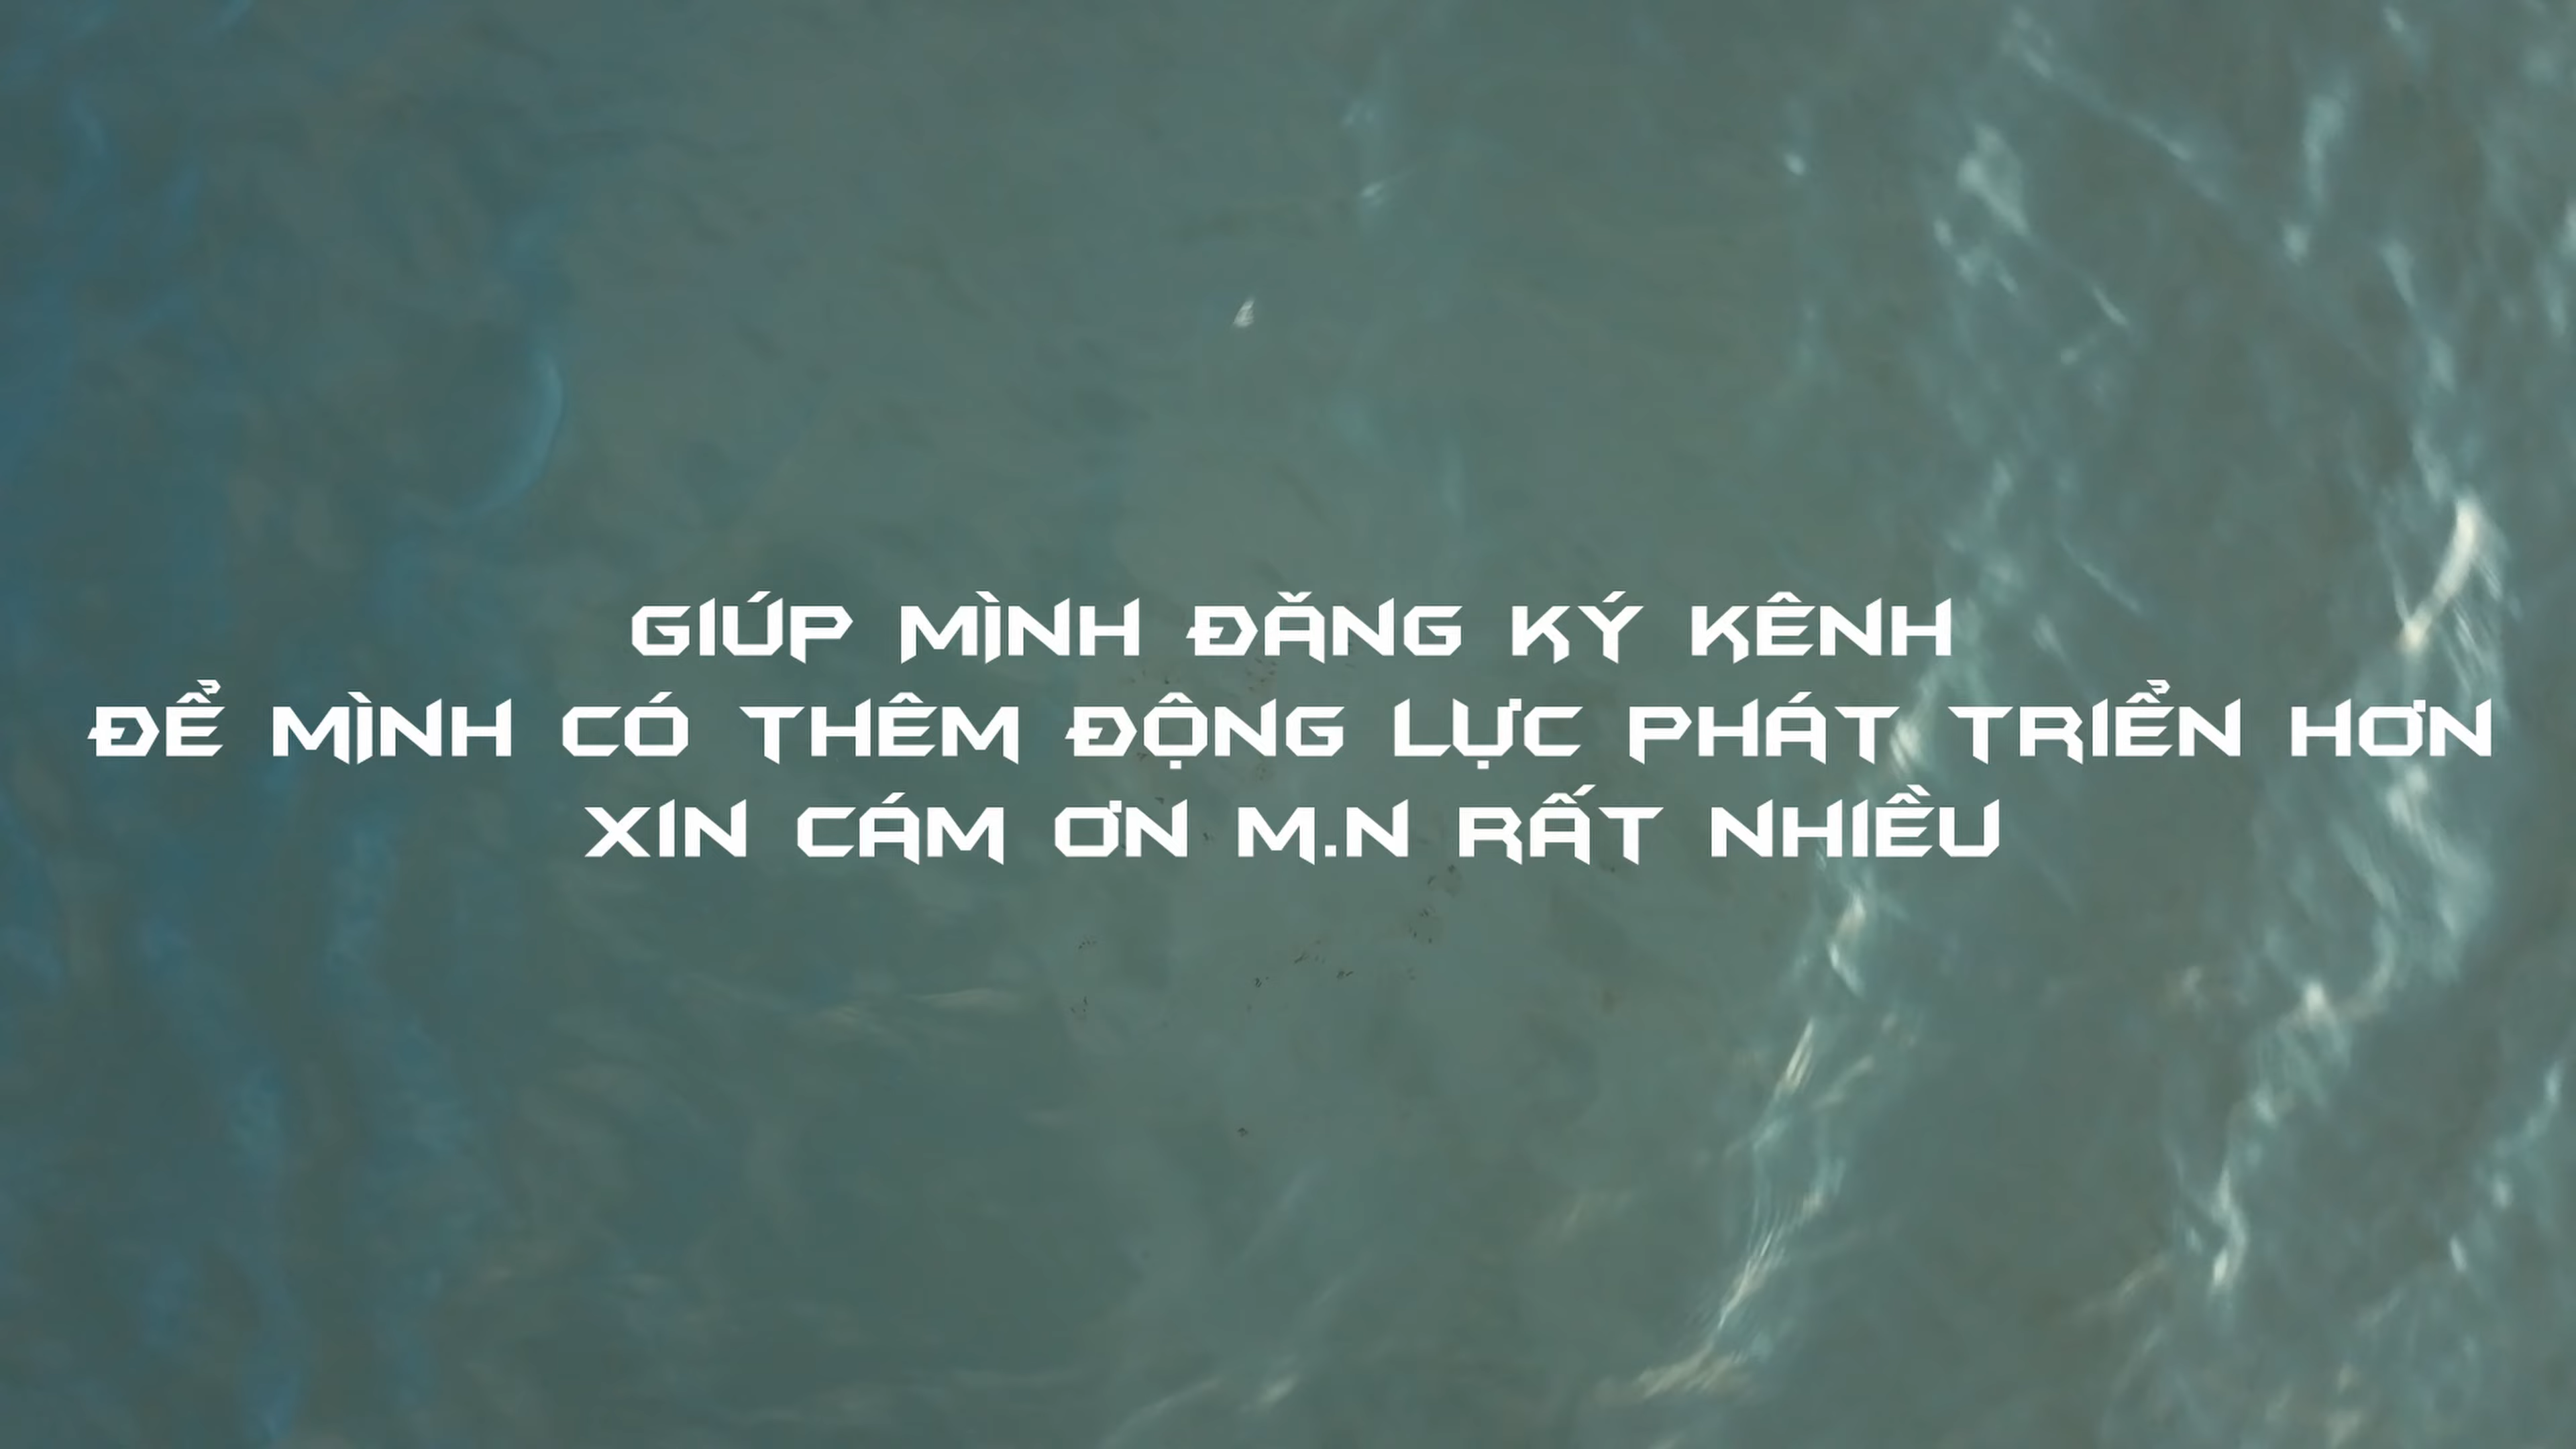 GIÚP MÌNH ĐĂNG KÝ KÊNH
ĐỂ MÌNH CÓ THÊM ĐỘNG LỰC PHÁT TRIỂN HƠN
XIN CÁM ƠN M.N RẤT NHIỀU